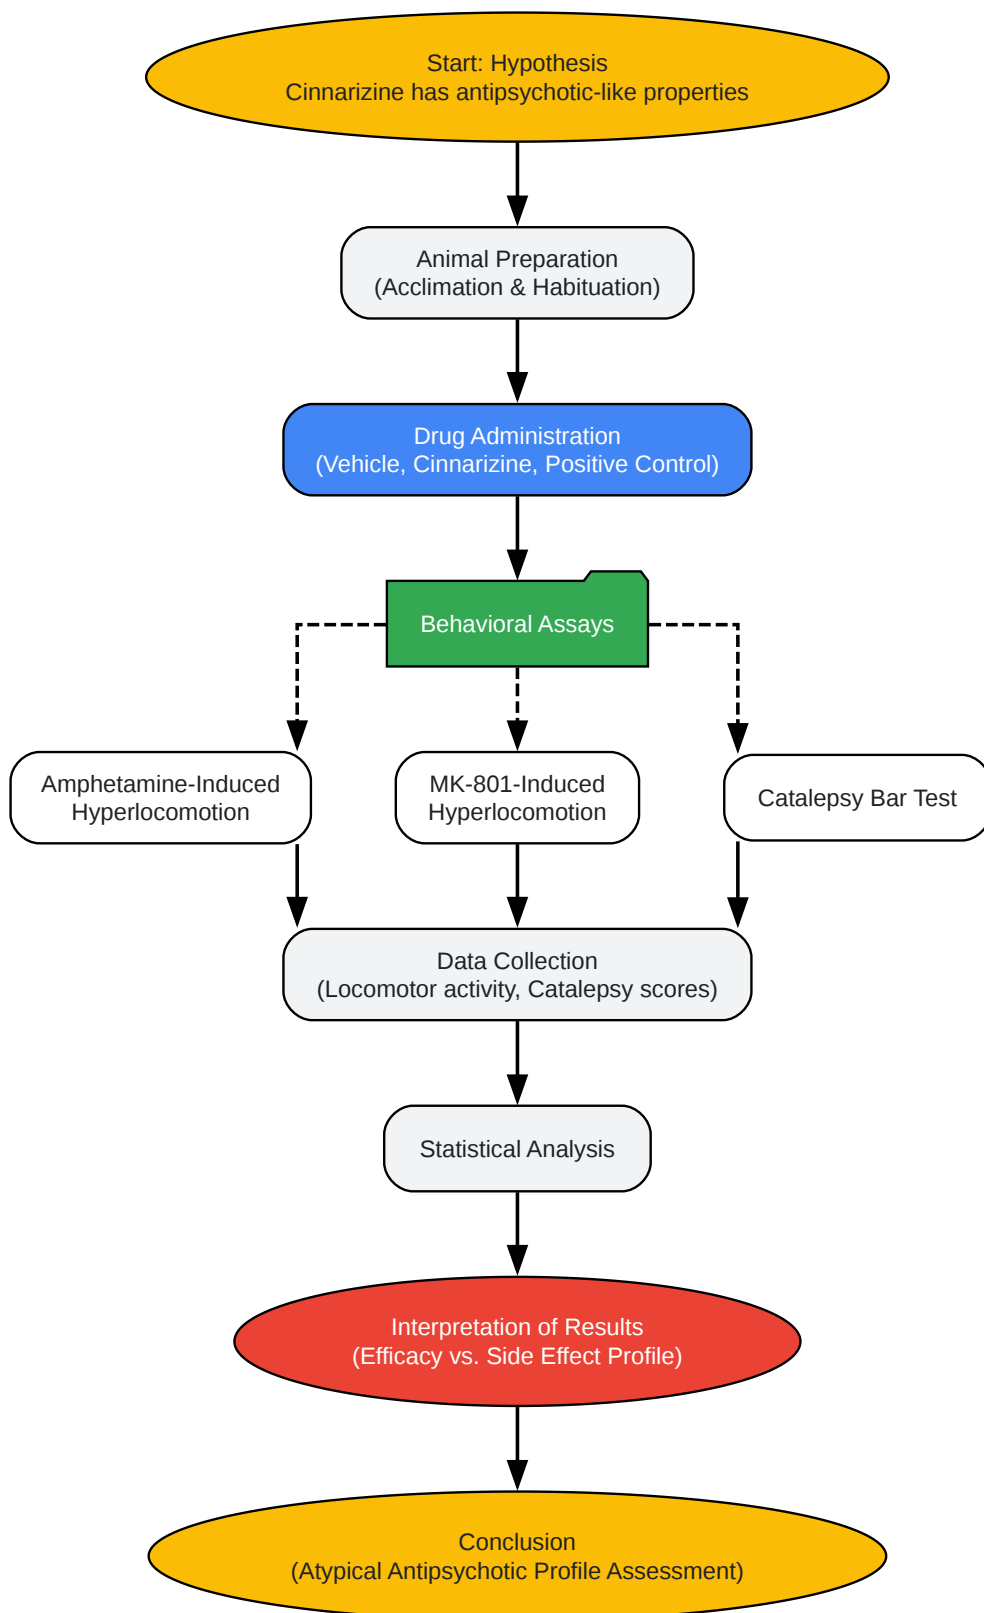 Start: Hypothesis
Cinnarizine has antipsychotic-like properties
Animal Preparation
(Acclimation & Habituation)
Drug Administration
(Vehicle, Cinnarizine, Positive Control)
Behavioral Assays
Amphetamine-Induced
Hyperlocomotion
MK-801-Induced
Hyperlocomotion
Catalepsy Bar Test
Data Collection
(Locomotor activity, Catalepsy scores)
Statistical Analysis
Interpretation of Results
(Efficacy vs. Side Effect Profile)
Conclusion
(Atypical Antipsychotic Profile Assessment)